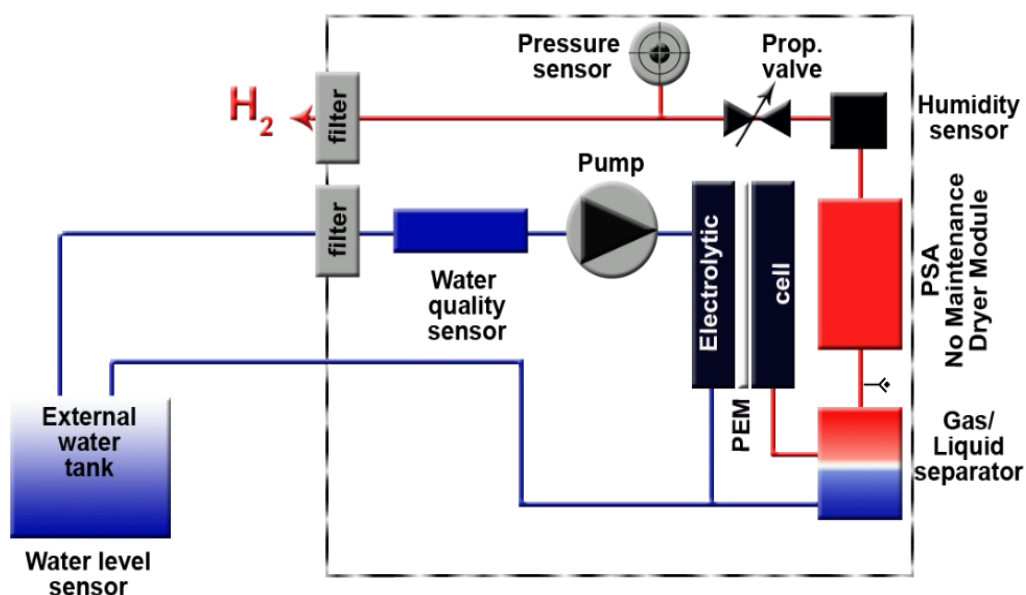 Pressure
sensor
Prop.
valve
H2
filter
Humidity
sensor
Pump
filter
Water
quality
sensor
Electrolytic
cell
PEM
PSA
No Maintenance
Dryer Module
External
water
tank
Gas/
Liquid
separator
Water level
sensor